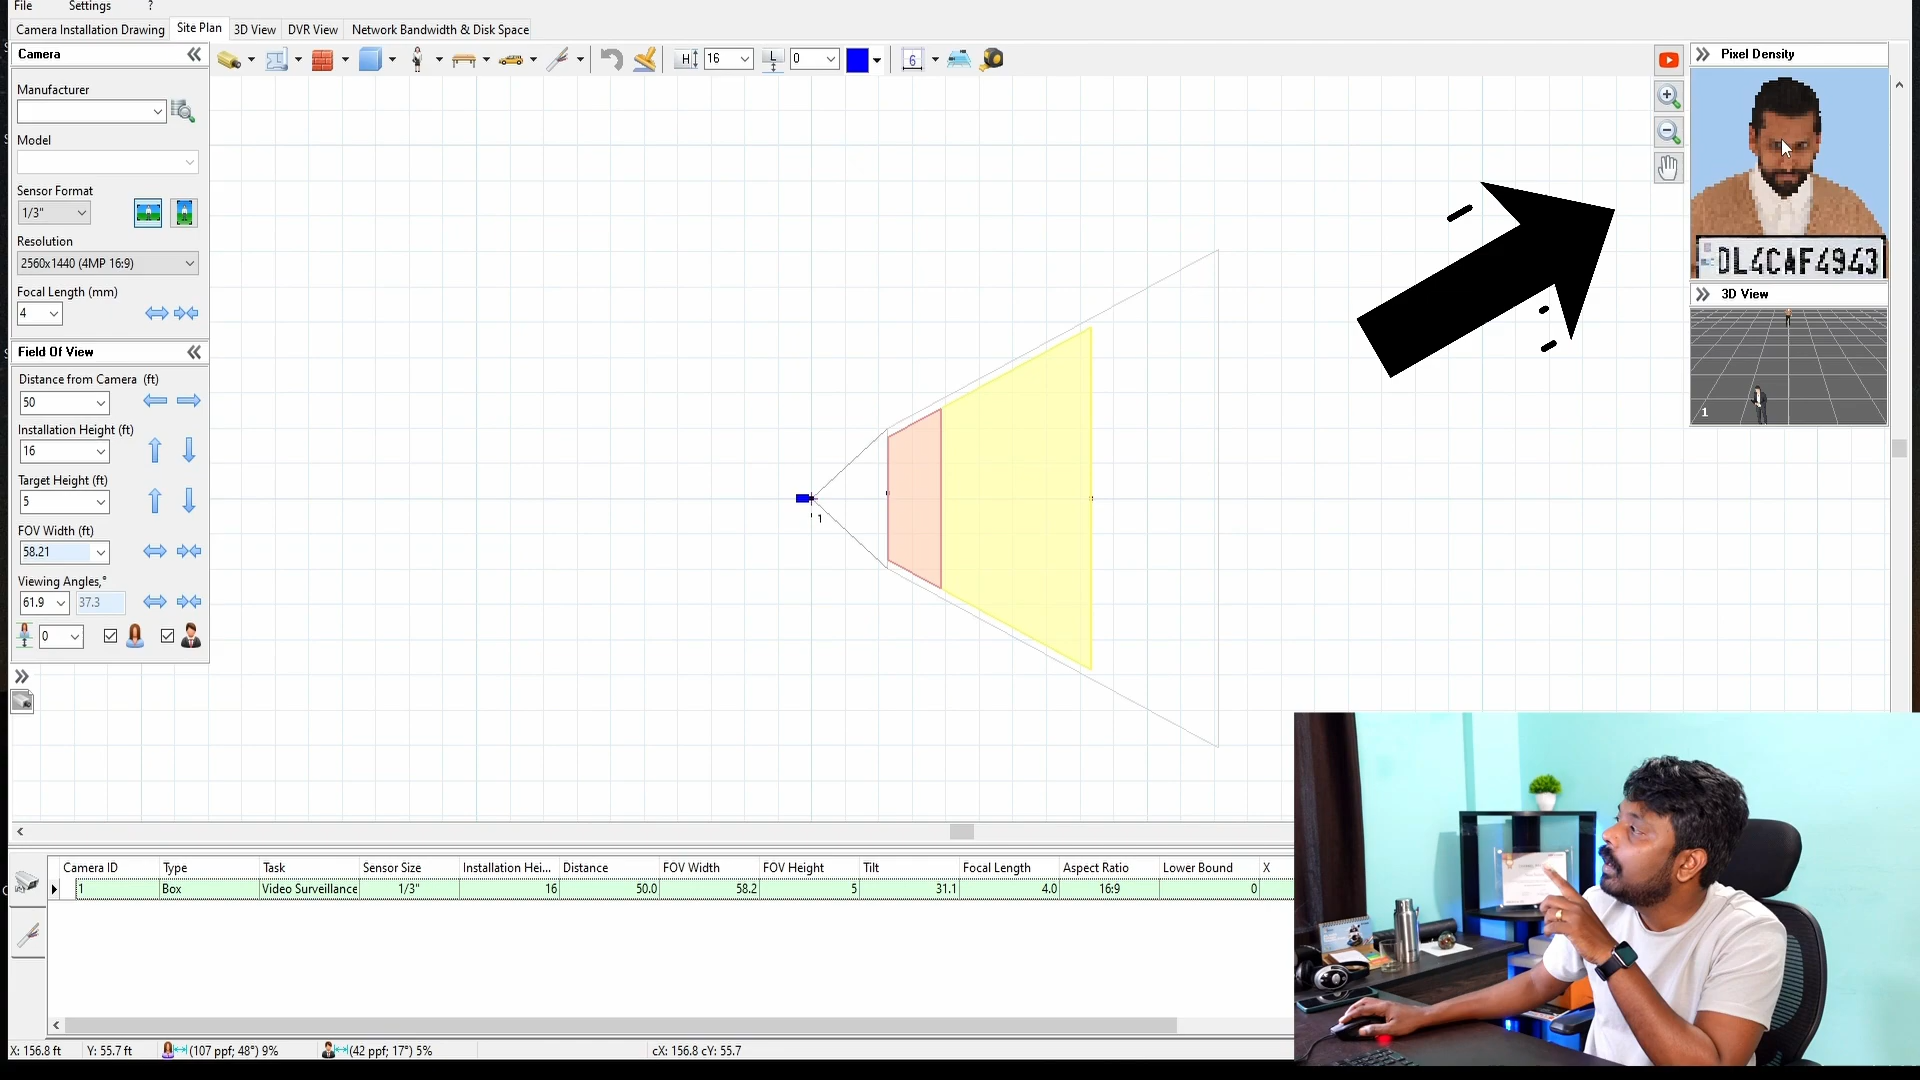 File Settings ?
Camera Installation Drawing Site Plan 3D View DVR View Network Bandwidth & Disk Space
Camera
Manufacturer
Model
Sensor Format
1/3"
Resolution
2560x1440 (4MP 16:9)
Focal Length (mm)
4
Field Of View
Distance from Camera (ft)
50
Installation Height (ft)
16
Target Height (ft)
5
FOV Width (ft)
58.21
Viewing Angles,°
61.9 37.3
0
H 16 L 0 6
1
Pixel Density
DL4CAF4943
3D View
1
Camera ID Type Task Sensor Size Installation Hei... Distance FOV Width FOV Height Tilt Focal Length Aspect Ratio Lower Bound X
1 Box Video Surveillance 1/3" 16 50.0 58.2 5 31.1 4.0 16:9 0
X: 156.8 ft Y: 55.7 ft (107 ppf; 48°) 9% (42 ppf; 17°) 5% cX: 156.8 cY: 55.7